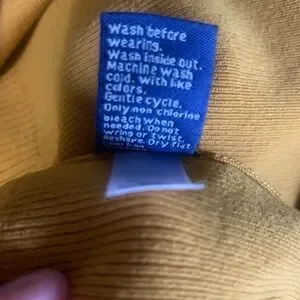 Wash before
wearing.
Wash inside out.
Machine wash
cold. with like
colors.
Gentle cycle.
Only non chlorine
bleach when
needed. Do not
wring or twist.
Reshape. Dry flat.